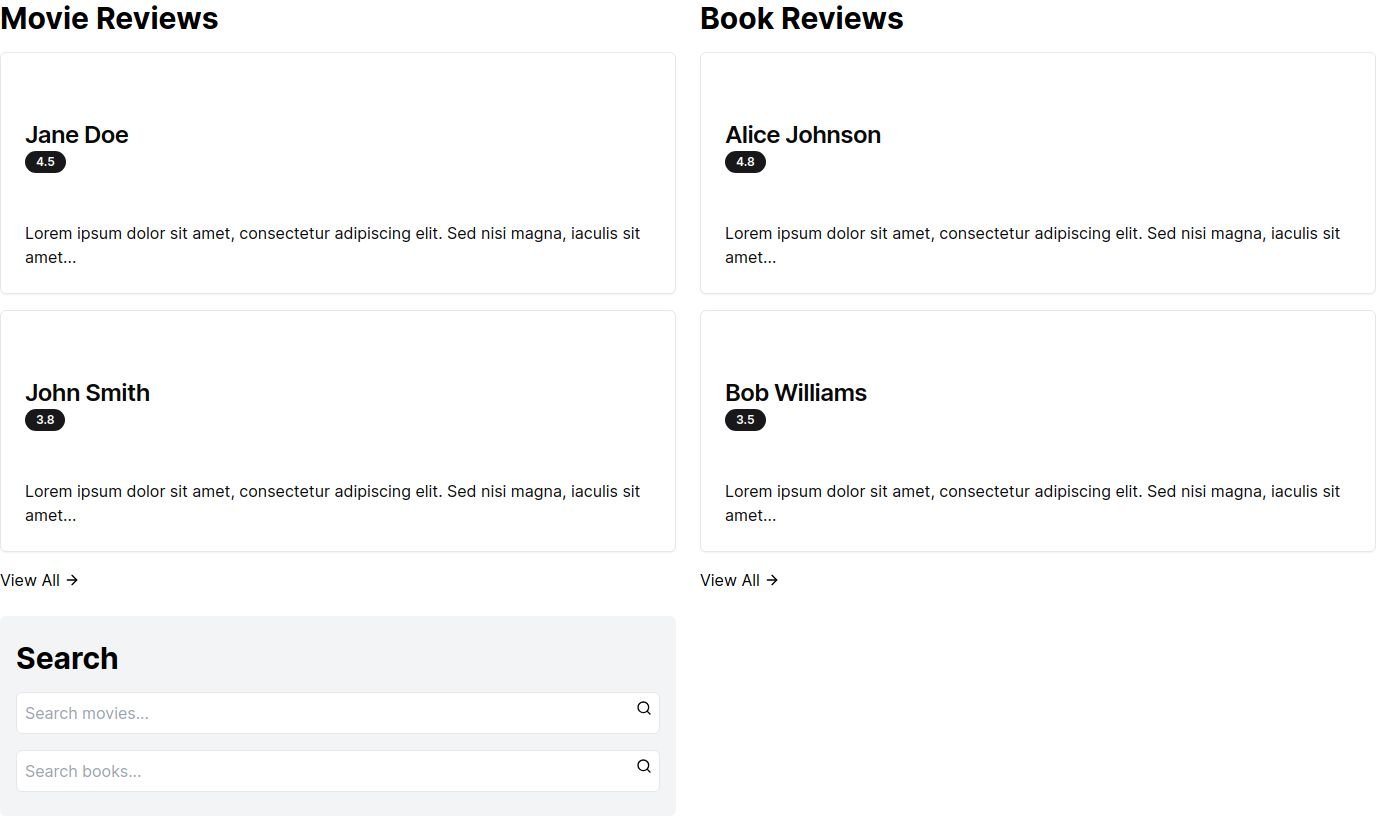 Movie Reviews
Jane Doe
4.5
Lorem ipsum dolor sit amet, consectetur adipiscing elit. Sed nisi magna, iaculis sit
amet...
John Smith
3.8
Lorem ipsum dolor sit amet, consectetur adipiscing elit. Sed nisi magna, iaculis sit
amet...
View All →
Book Reviews
Alice Johnson
4.8
Lorem ipsum dolor sit amet, consectetur adipiscing elit. Sed nisi magna, iaculis sit
amet...
Bob Williams
3.5
Lorem ipsum dolor sit amet, consectetur adipiscing elit. Sed nisi magna, iaculis sit
amet...
View All →
Search
Search movies...
Search books...